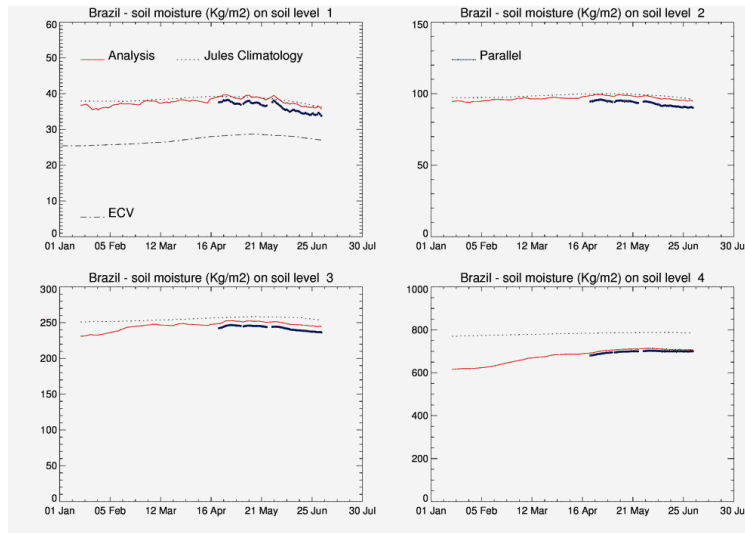 Brazil - soil moisture (Kg/m2) on soil level 1
60
50
40
30
20
10
0
Analysis
Jules Climatology
ECV
01 Jan 05 Feb 12 Mar 16 Apr 21 May 25 Jun 30 Jul
Brazil - soil moisture (Kg/m2) on soil level 2
150
100
50
0
Parallel
01 Jan 05 Feb 12 Mar 16 Apr 21 May 25 Jun 30 Jul
Brazil - soil moisture (Kg/m2) on soil level 3
300
250
200
150
100
50
0
01 Jan 05 Feb 12 Mar 16 Apr 21 May 25 Jun 30 Jul
Brazil - soil moisture (Kg/m2) on soil level 4
1000
800
600
400
200
0
01 Jan 05 Feb 12 Mar 16 Apr 21 May 25 Jun 30 Jul